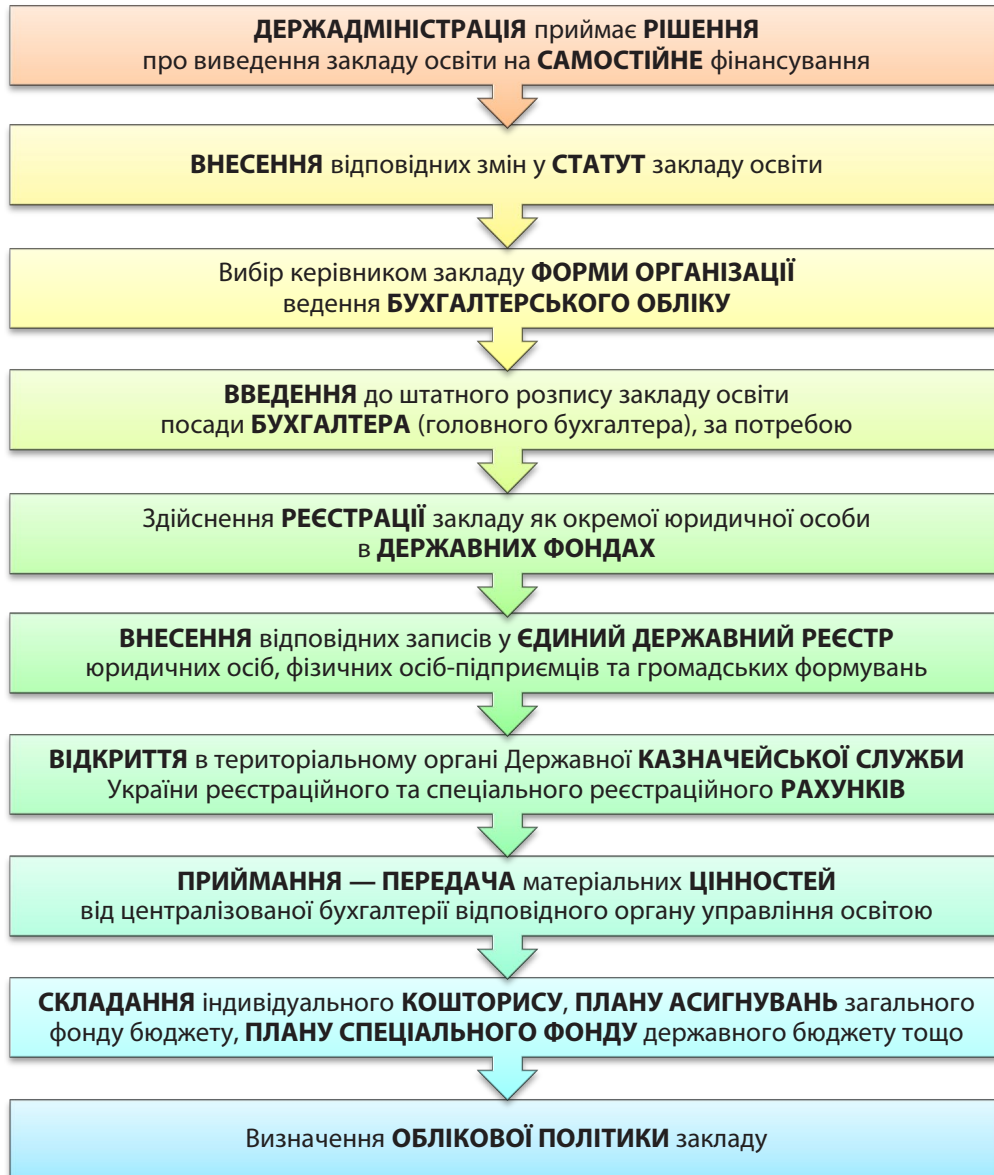 ДЕРЖАДМІНІСТРАЦІЯ приймає РІШЕННЯ
про виведення закладу освіти на САМОСТІЙНЕ фінансування
ВНЕСЕННЯ відповідних змін у СТАТУТ закладу освіти
Вибір керівником закладу ФОРМИ ОРГАНІЗАЦІЇ
ведення БУХГАЛТЕРСЬКОГО ОБЛІКУ
ВВЕДЕННЯ до штатного розпису закладу освіти
посади БУХГАЛТЕРА (головного бухгалтера), за потребою
Здійснення РЕЄСТРАЦІЇ закладу як окремої юридичної особи
в ДЕРЖАВНИХ ФОНДАХ
ВНЕСЕННЯ відповідних записів у ЄДИНИЙ ДЕРЖАВНИЙ РЕЄСТР
юридичних осіб, фізичних осіб-підприємців та громадських формувань
ВІДКРИТТЯ в територіальному органі Державної КАЗНАЧЕЙСЬКОЇ СЛУЖБИ
України реєстраційного та спеціального реєстраційного РАХУНКІВ
ПРИЙМАННЯ — ПЕРЕДАЧА матеріальних ЦІННОСТЕЙ
від централізованої бухгалтерії відповідного органу управління освітою
СКЛАДАННЯ індивідуального КОШТОРИСУ, ПЛАНУ АСИГНУВАНЬ загального
фонду бюджету, ПЛАНУ СПЕЦІАЛЬНОГО ФОНДУ державного бюджету тощо
Визначення ОБЛІКОВОЇ ПОЛІТИКИ закладу